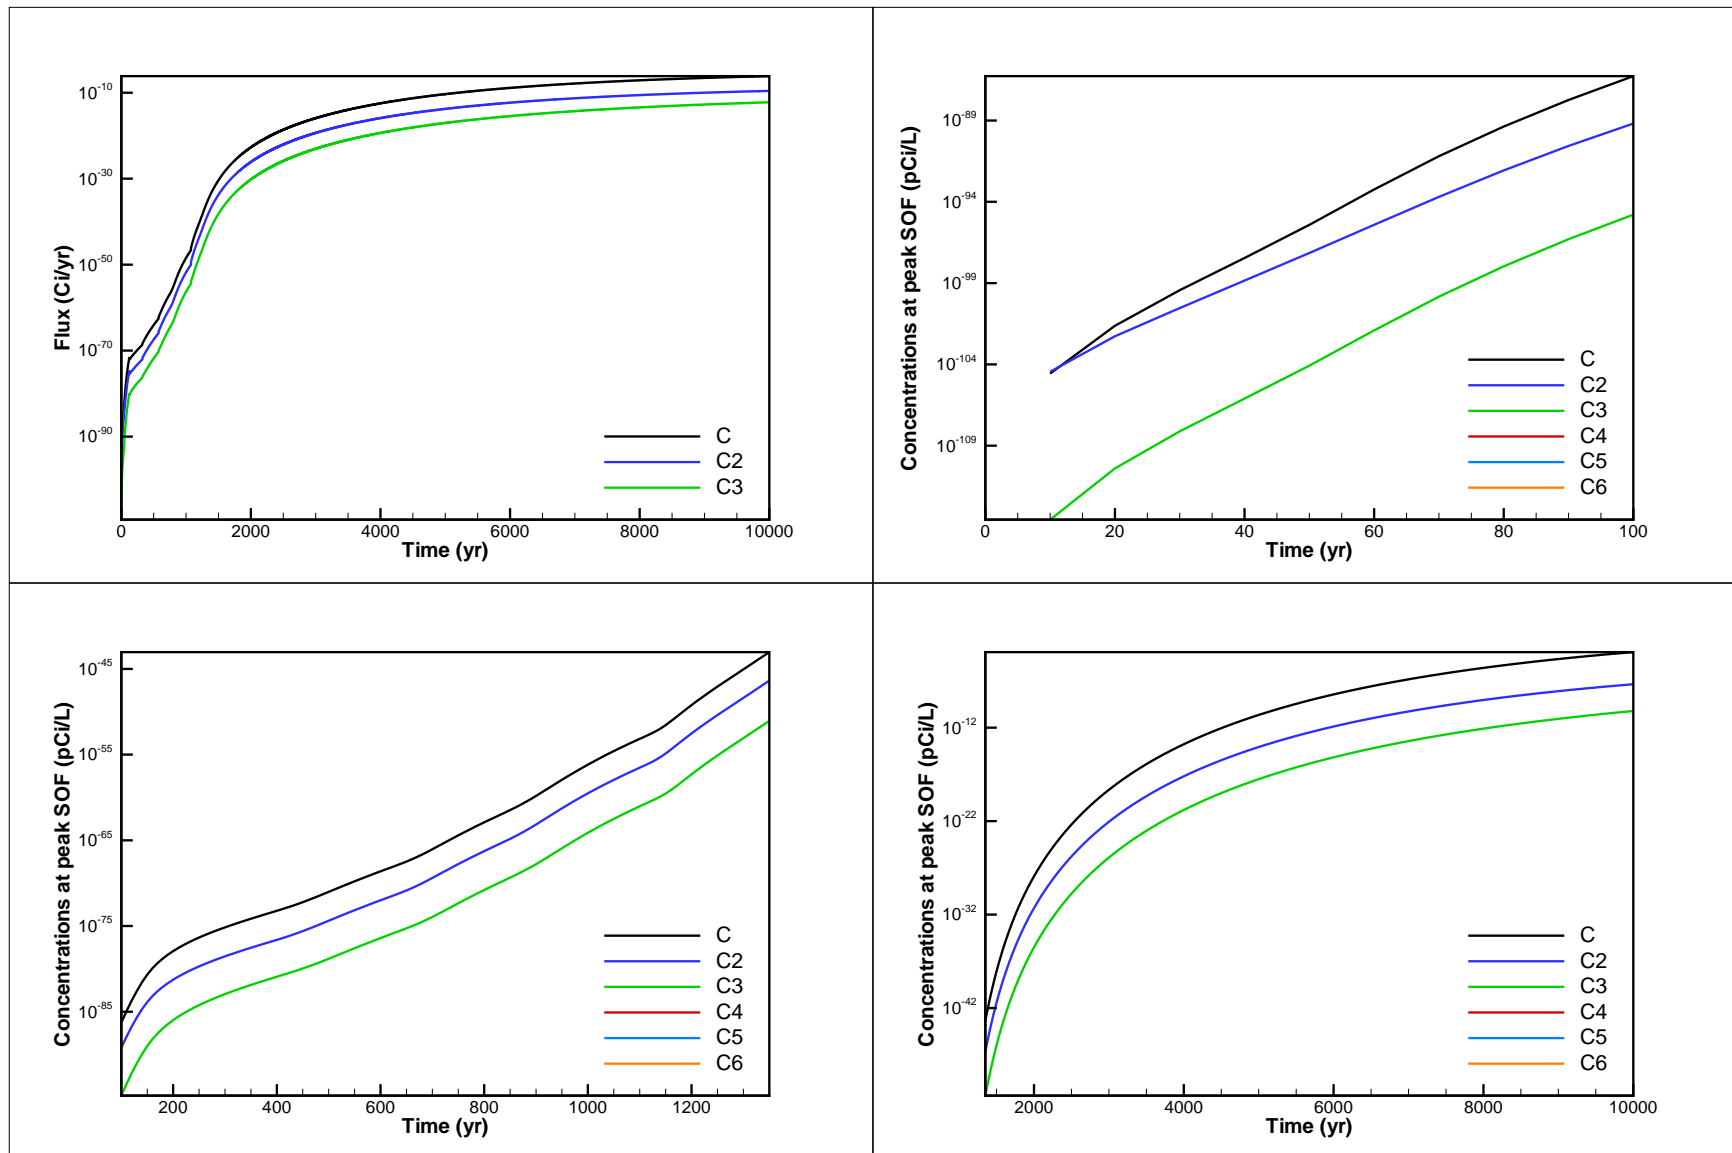 Flux (Ci/yr)
10^-10
10^-30
10^-50
10^-70
10^-90
C
C2
C3
0 2000 4000 6000 8000 10000
Time (yr)
Concentrations at peak SOF (pCi/L)
10^-89
10^-94
10^-99
10^-104
10^-109
C
C2
C3
C4
C5
C6
0 20 40 60 80 100
Time (yr)
Concentrations at peak SOF (pCi/L)
10^-45
10^-55
10^-65
10^-75
10^-85
C
C2
C3
C4
C5
C6
200 400 600 800 1000 1200
Time (yr)
Concentrations at peak SOF (pCi/L)
10^-12
10^-22
10^-32
10^-42
C
C2
C3
C4
C5
C6
2000 4000 6000 8000 10000
Time (yr)